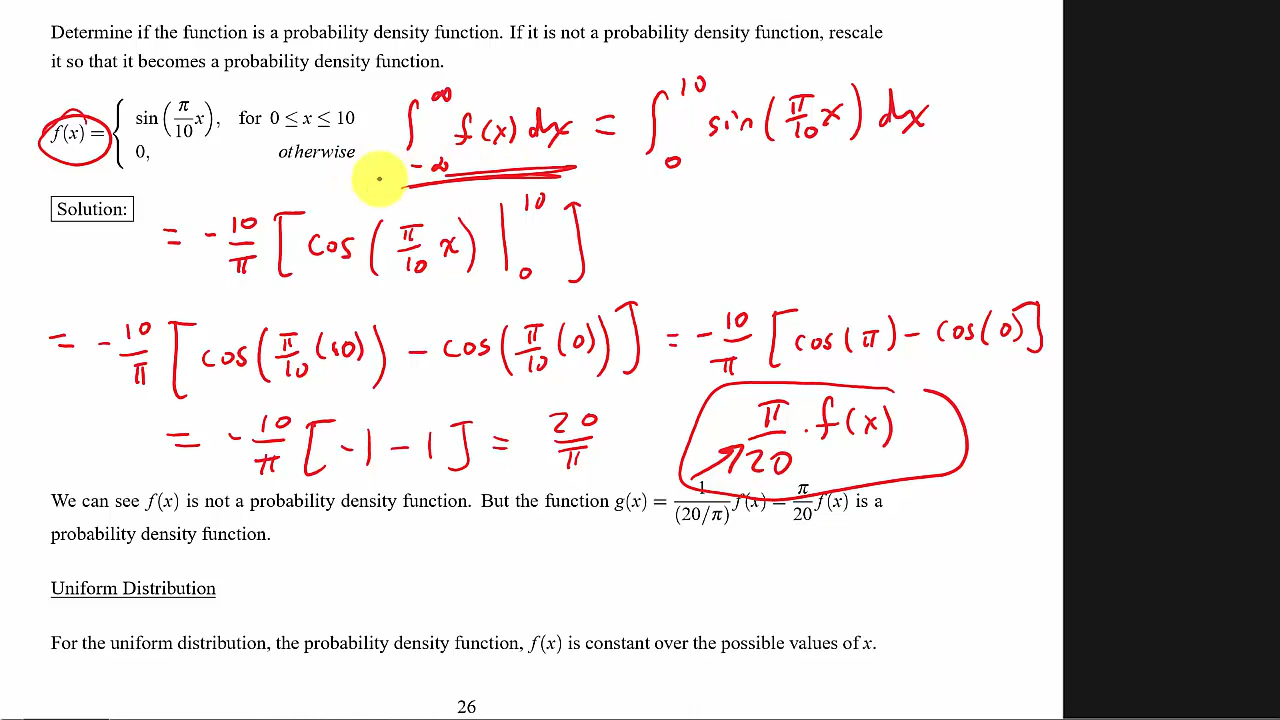 Determine if the function is a probability density function. If it is not a probability density function, rescale
it so that it becomes a probability density function.
f(x) = { sin(π/10 x), for 0 ≤ x ≤ 10
0, otherwise
∫_{-∞}^{∞} f(x) dx = ∫_0^{10} sin(π/10 x) dx
Solution:
= -10/π [cos(π/10 x) |_0^{10}]
= -10/π [cos(π/10 (10)) - cos(π/10 (0))] = -10/π [cos(π) - cos(0)]
= -10/π [-1 - 1] = 20/π
π/20 · f(x)
We can see f(x) is not a probability density function. But the function g(x) = 1/(20/π) f(x) = π/20 f(x) is a
probability density function.
Uniform Distribution
For the uniform distribution, the probability density function, f(x) is constant over the possible values of x.
26